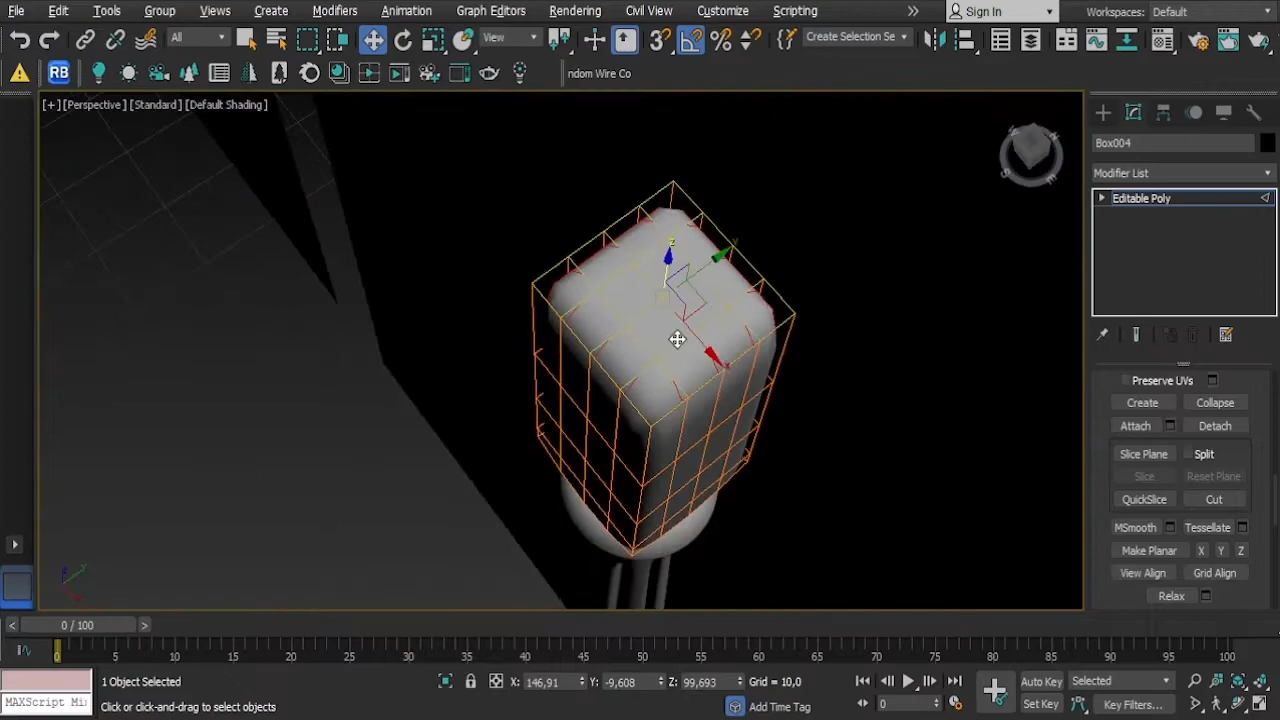 File Edit Tools Group Views Create Modifiers Animation Graph Editors Rendering Civil View Customize Scripting Sign In Workspaces: Default
All View Create Selection Se
RB ndom Wire Co
[+] [Perspective] [Standard] [Default Shading]
Box004
Modifier List
Editable Poly
Preserve UVs
Create Collapse
Attach Detach
Slice Plane Split
Slice Reset Plane
QuickSlice Cut
MSmooth Tessellate
Make Planar X Y Z
View Align Grid Align
Relax
0 / 100
0 5 10 15 20 25 30 35 40 45 50 55 60 65 70 75 80 85 90 95 100
1 Object Selected X: 146,91 Y: -9,608 Z: 99,693 Grid = 10,0 Auto Key Selected
MAXScript Mi Click or click-and-drag to select objects Add Time Tag 0 Set Key Key Filters...